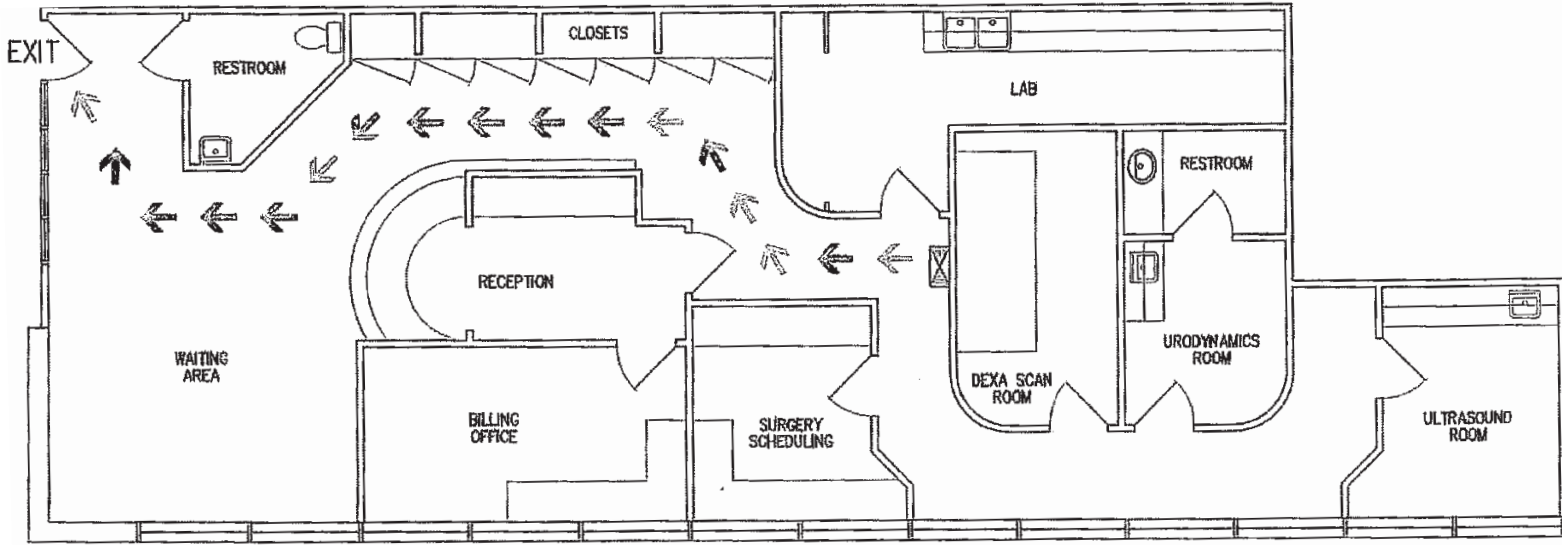 EXIT
RESTROOM
CLOSETS
LAB
RESTROOM
RECEPTION
WAITING
AREA
BILLING
OFFICE
SURGERY
SCHEDULING
DEXA SCAN
ROOM
URODYNAMICS
ROOM
ULTRASOUND
ROOM